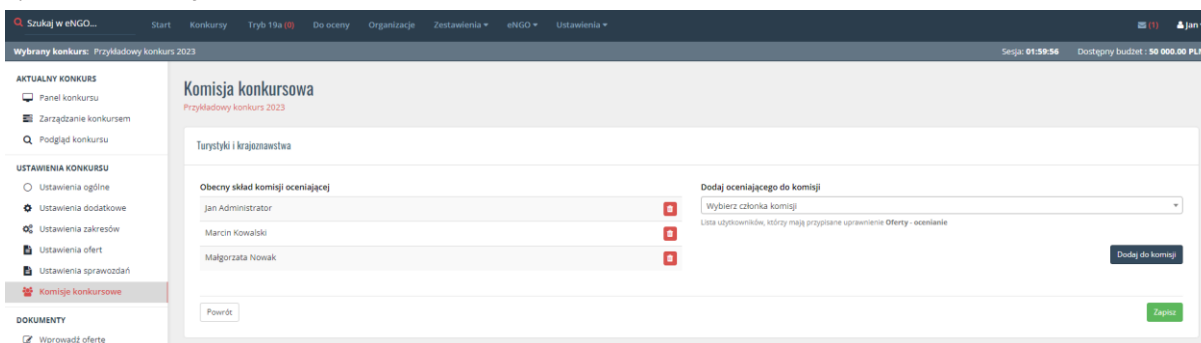 Szukaj w eNGO... Start Konkursy Tryb 19a (0) Do oceny Organizacje Zestawienia eNGO Ustawienia (1) Jan
Wybrany konkurs: Przykładowy konkurs 2023 Sesja: 01:59:56 Dostępny budżet : 50 000.00 PLN
AKTUALNY KONKURS
Panel konkursu
Zarządzanie konkursem
Podgląd konkursu
USTAWIENIA KONKURSU
Ustawienia ogólne
Ustawienia dodatkowe
Ustawienia zakresów
Ustawienia ofert
Ustawienia sprawozdań
Komisje konkursowe
DOKUMENTY
Wprowadź ofertę
Komisja konkursowa
Przykładowy konkurs 2023
Turystyki i krajoznawstwa
Obecny skład komisji oceniającej
Jan Administrator
Marcin Kowalski
Małgorzata Nowak
Dodaj oceniającego do komisji
Wybierz członka komisji
Lista użytkowników, którzy mają przypisane uprawnienie Oferty - ocenianie
Dodaj do komisji
Powrót
Zapisz